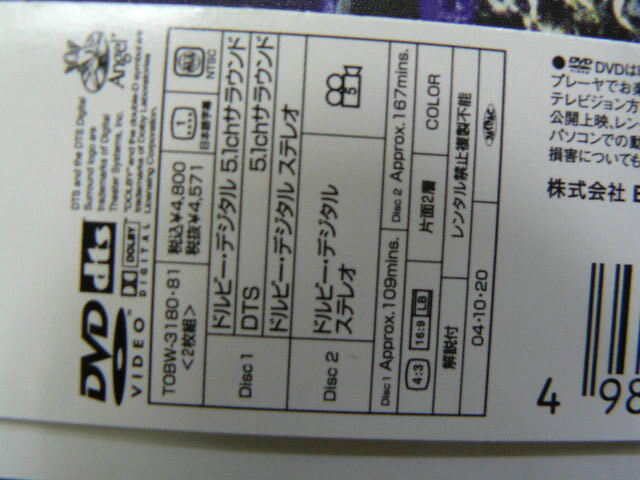 Angel
DTS and the DTS Digital
Surround logo are
trademarks of Digital
Theater Systems, Inc.
"DOLBY" and the double-D symbol are
trademarks of Dolby Laboratories
Licensing Corporation.
DVD
VIDEO
dts
DOLBY
DIGITAL
TOBW-3180・81
<2枚組>
税込¥4,800
税抜¥4,571
1
日本語字幕
ALL
NTSC
Disc 1
ドルビー・デジタル 5.1chサラウンド
DTS 5.1chサラウンド
ドルビー・デジタル ステレオ
Disc 2
ドルビー・デジタル
ステレオ
5
Disc 1 Approx.109mins.
Disc 2 Approx.167mins.
4:3
16:9 LB
片面2層
COLOR
解説付
レンタル禁止複製不能
04・10・20
●DVDは
プレーヤでお楽
テレビジョン方
公開上映、レン
パソコンでの動
損害についても
株式会社
4 98